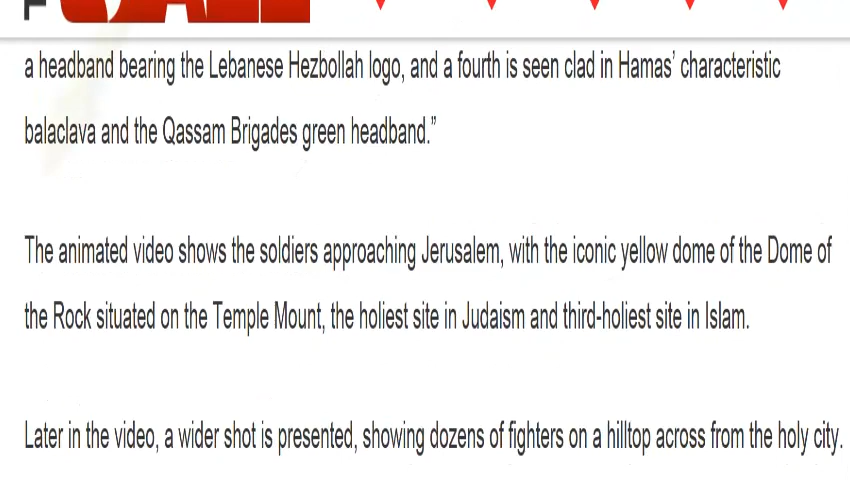 a headband bearing the Lebanese Hezbollah logo, and a fourth is seen clad in Hamas’ characteristic
balaclava and the Qassam Brigades green headband.”
The animated video shows the soldiers approaching Jerusalem, with the iconic yellow dome of the Dome of
the Rock situated on the Temple Mount, the holiest site in Judaism and third-holiest site in Islam.
Later in the video, a wider shot is presented, showing dozens of fighters on a hilltop across from the holy city.